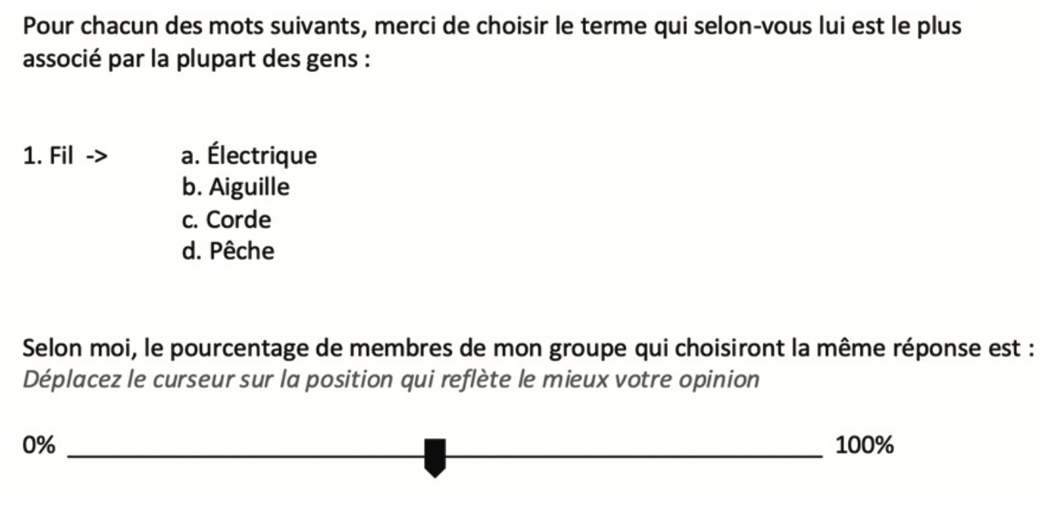 Pour chacun des mots suivants, merci de choisir le terme qui selon-vous lui est le plus
associé par la plupart des gens :
1. Fil -> a. Électrique
b. Aiguille
c. Corde
d. Pêche
Selon moi, le pourcentage de membres de mon groupe qui choisiront la même réponse est :
Déplacez le curseur sur la position qui reflète le mieux votre opinion
0% 100%